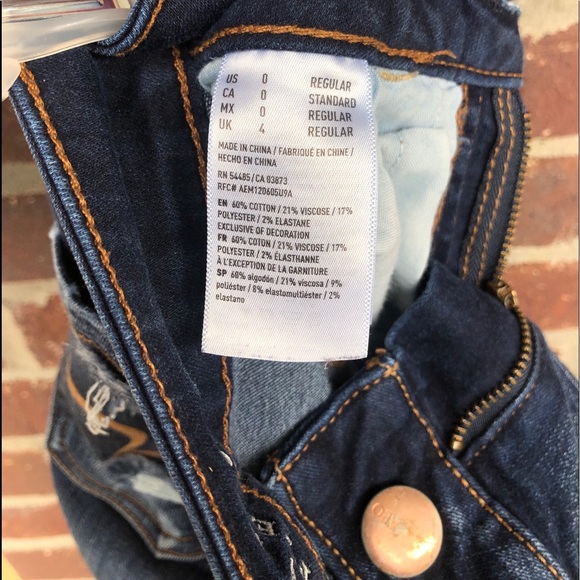 US 0 REGULAR
CA 0 STANDARD
MX 0 REGULAR
UK 4 REGULAR
MADE IN CHINA / FABRIQUÉ EN CHINE /
HECHO EN CHINA
RN 54485/CA 03873
RFC# AEM120605U9A
EN 60% COTTON / 21% VISCOSE / 17%
POLYESTER / 2% ELASTANE
EXCLUSIVE OF DECORATION
FR 60% COTON / 21% VISCOSE / 17%
POLYESTER / 2% ÉLASTHANNE
À L'EXCEPTION DE LA GARNITURE
SP 60% algodón / 21% viscosa / 9%
poliéster / 8% elastomultiéster / 2%
elastano